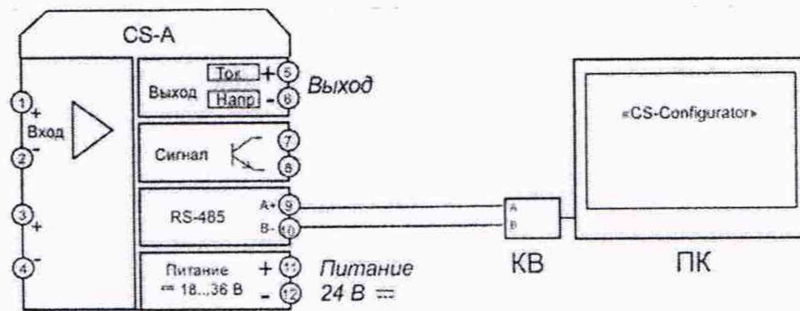 CS-A
1
+
Вход
2
-
3
+
4
-
Выход
Ток
+
5
Напр
-
6
Выход
Сигнал
7
8
RS-485
A+
9
B-
10
Питание
⎓ 18...36 В
+
11
-
12
Питание
24 В ⎓
A
B
КВ
«CS-Configurator»
ПК